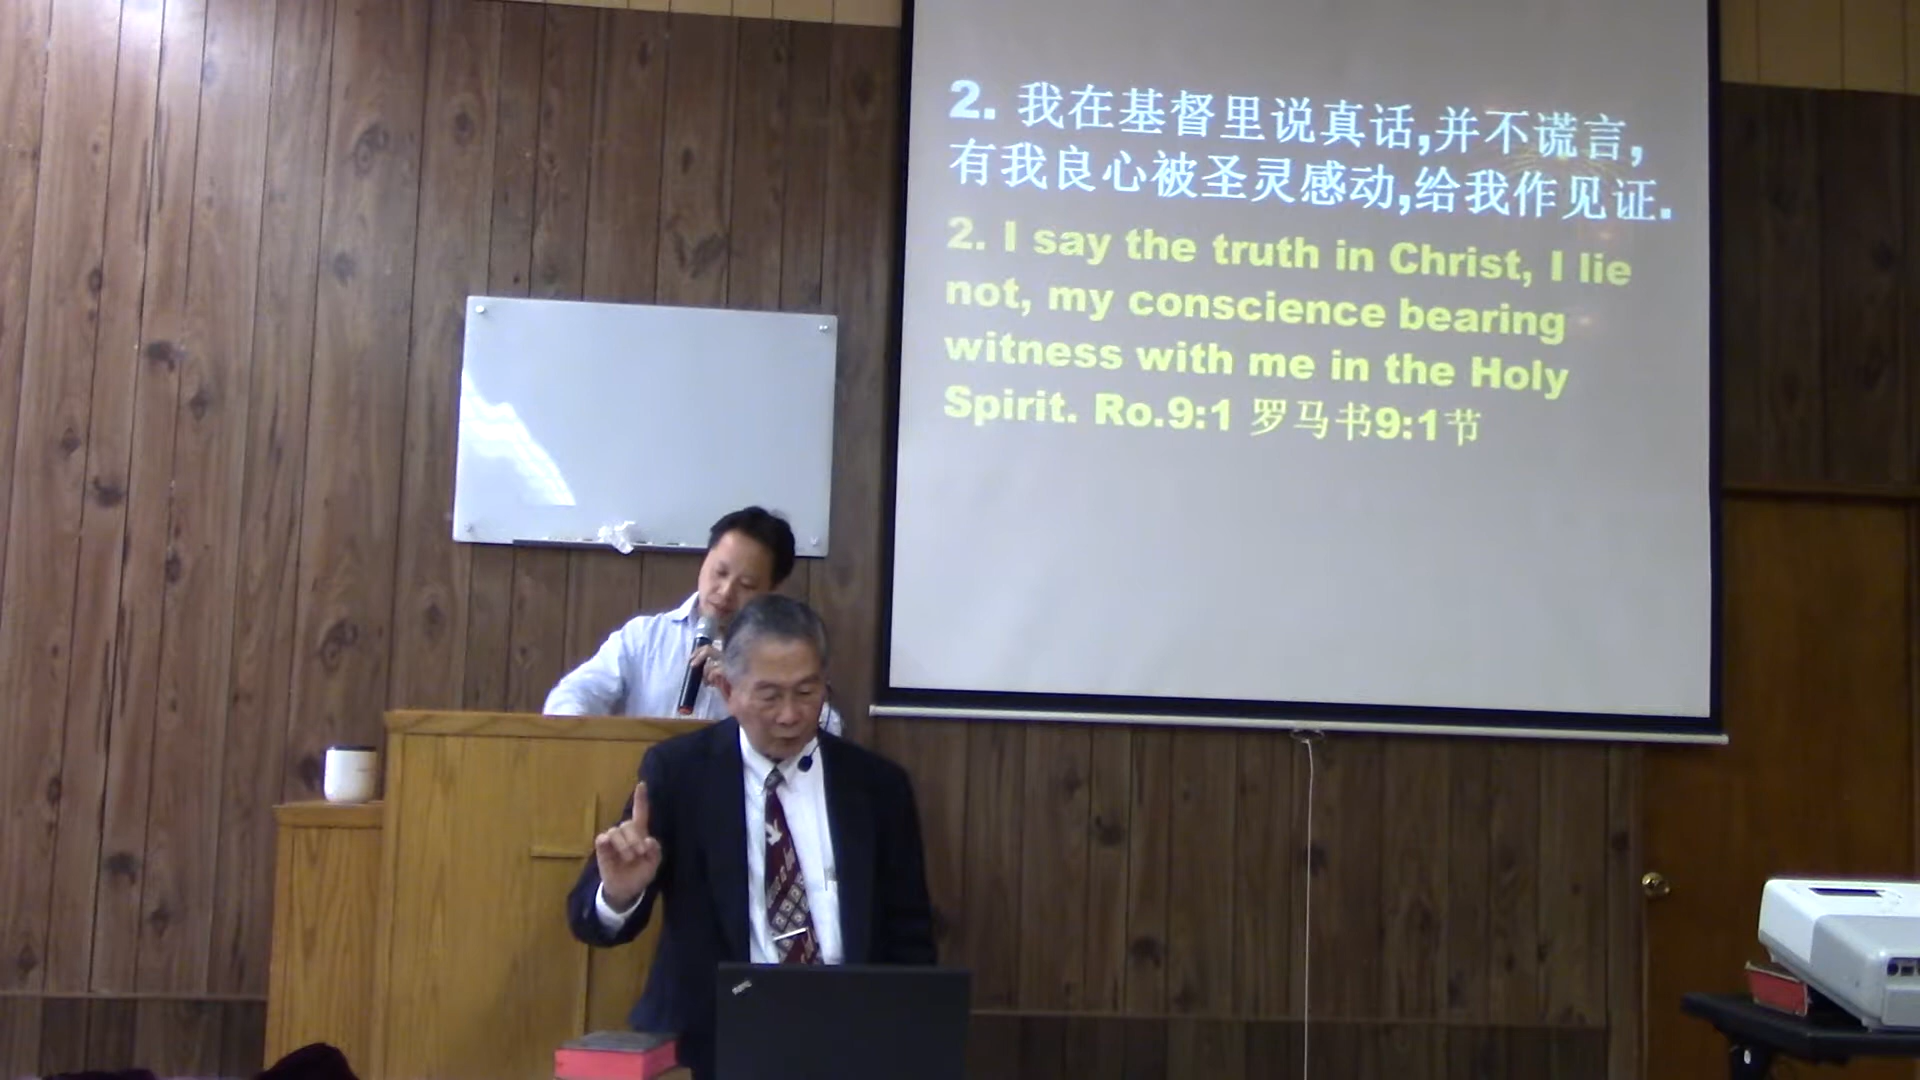 2. 我在基督里说真话,并不谎言,
有我良心被圣灵感动,给我作见证.
2. I say the truth in Christ, I lie
not, my conscience bearing
witness with me in the Holy
Spirit. Ro.9:1 罗马书9:1节